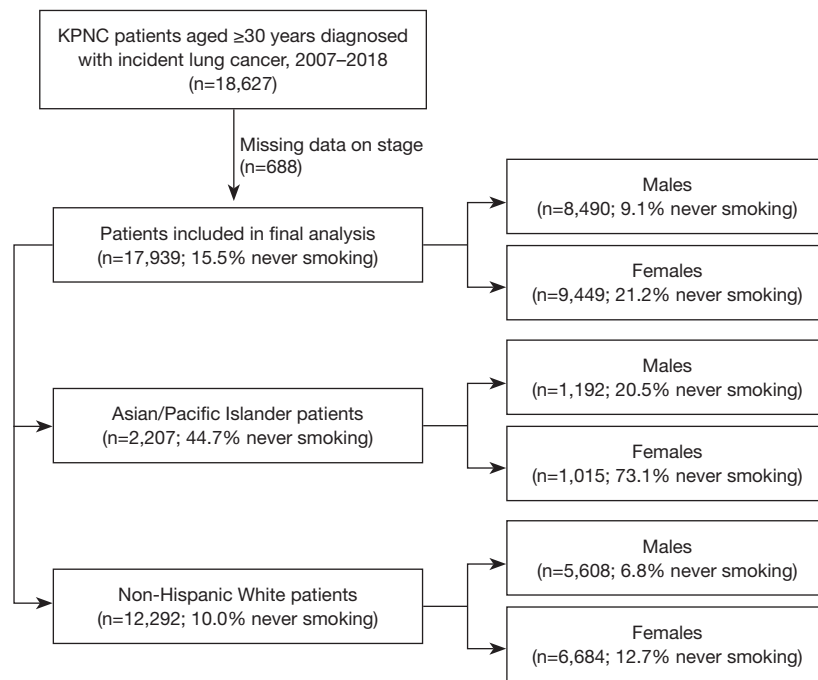 KPNC patients aged ≥30 years diagnosed
with incident lung cancer, 2007–2018
(n=18,627)
Missing data on stage
(n=688)
Patients included in final analysis
(n=17,939; 15.5% never smoking)
Males
(n=8,490; 9.1% never smoking)
Females
(n=9,449; 21.2% never smoking)
Asian/Pacific Islander patients
(n=2,207; 44.7% never smoking)
Males
(n=1,192; 20.5% never smoking)
Females
(n=1,015; 73.1% never smoking)
Non-Hispanic White patients
(n=12,292; 10.0% never smoking)
Males
(n=5,608; 6.8% never smoking)
Females
(n=6,684; 12.7% never smoking)